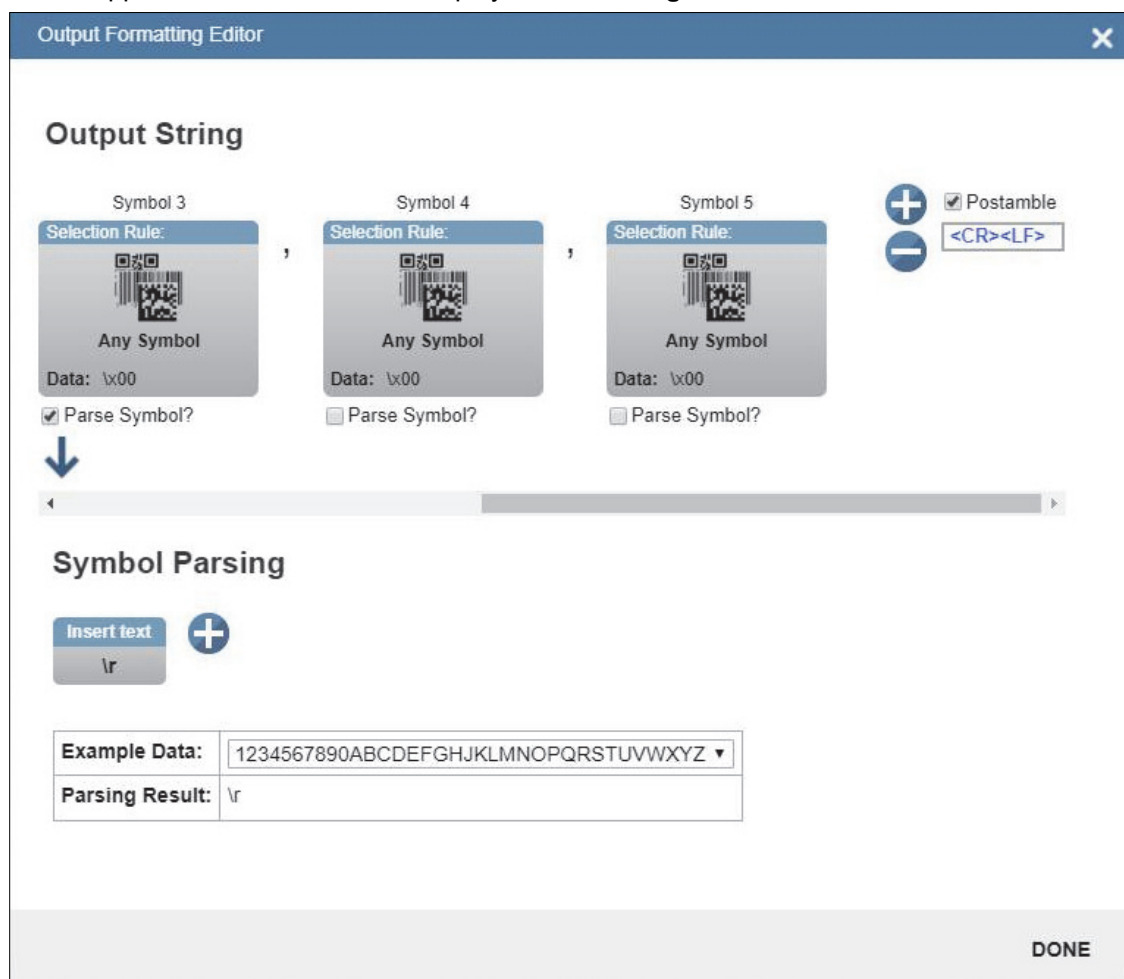 Output Formatting Editor
Output String
Symbol 3 , Symbol 4 , Symbol 5
Postamble
<CR><LF>
Selection Rule: Selection Rule: Selection Rule:
Any Symbol Any Symbol Any Symbol
Data: \x00 Data: \x00 Data: \x00
Parse Symbol? Parse Symbol? Parse Symbol?
Symbol Parsing
Insert text
\r
Example Data: 1234567890ABCDEFGHJKLMNOPQRSTUVWXYZ
Parsing Result: \r
DONE